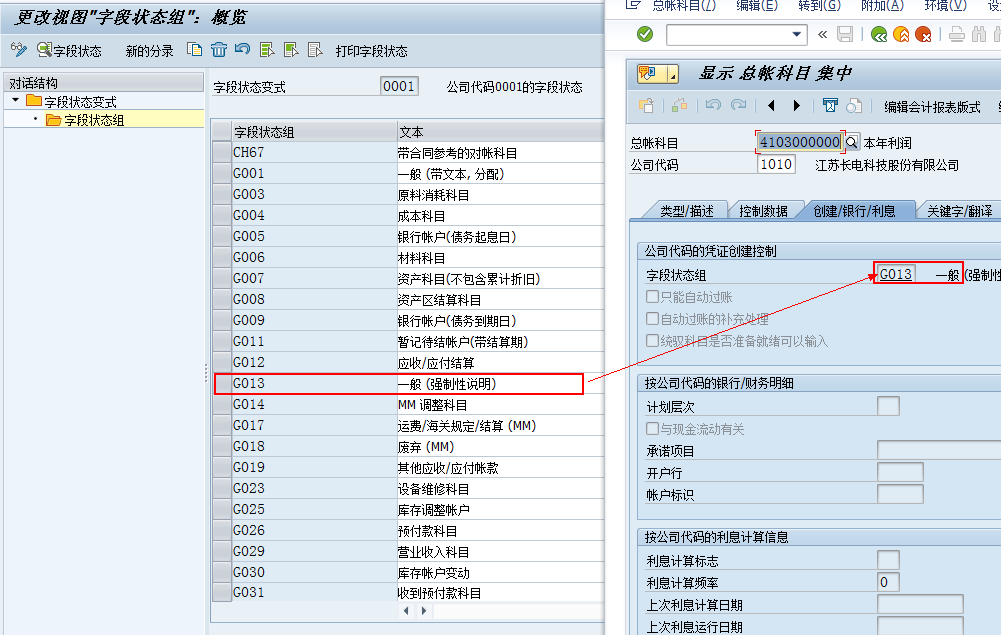 更改视图"字段状态组": 概览
字段状态
新的分录
打印字段状态
对话结构
字段状态变式
字段状态组
字段状态变式
0001
公司代码0001的字段状态
字段状态组 文本
CH67 带合同参考的对帐科目
G001 一般 (带文本, 分配)
G003 原料消耗科目
G004 成本科目
G005 银行帐户(债务起息日)
G006 材料科目
G007 资产科目(不包含累计折旧)
G008 资产区结算科目
G009 银行帐户(债务到期日)
G011 暂记待结帐户(带结算期)
G012 应收/应付结算
G013 一般 (强制性说明)
G014 MM 调整科目
G017 运费/海关规定/结算 (MM)
G018 废弃 (MM)
G019 其他应收/应付帐款
G023 设备维修科目
G025 库存调整帐户
G026 预付款科目
G029 营业收入科目
G030 库存帐户变动
G031 收到预付款科目
总帐科目(I) 编辑(E) 转到(G) 附加(A) 环境(V)
显示 总帐科目 集中
编辑会计报表版式
总帐科目 4103000000 本年利润
公司代码 1010 江苏长电科技股份有限公司
类型/描述 控制数据 创建/银行/利息 关键字/翻译
公司代码的凭证创建控制
字段状态组 G013 一般 (强制性
只能自动过账
自动过账的补充处理
统驭科目是否准备就绪可以输入
按公司代码的银行/财务明细
计划层次
与现金流动有关
承诺项目
开户行
帐户标识
按公司代码的利息计算信息
利息计算标志
利息计算频率 0
上次利息计算日期
上次利息运行日期